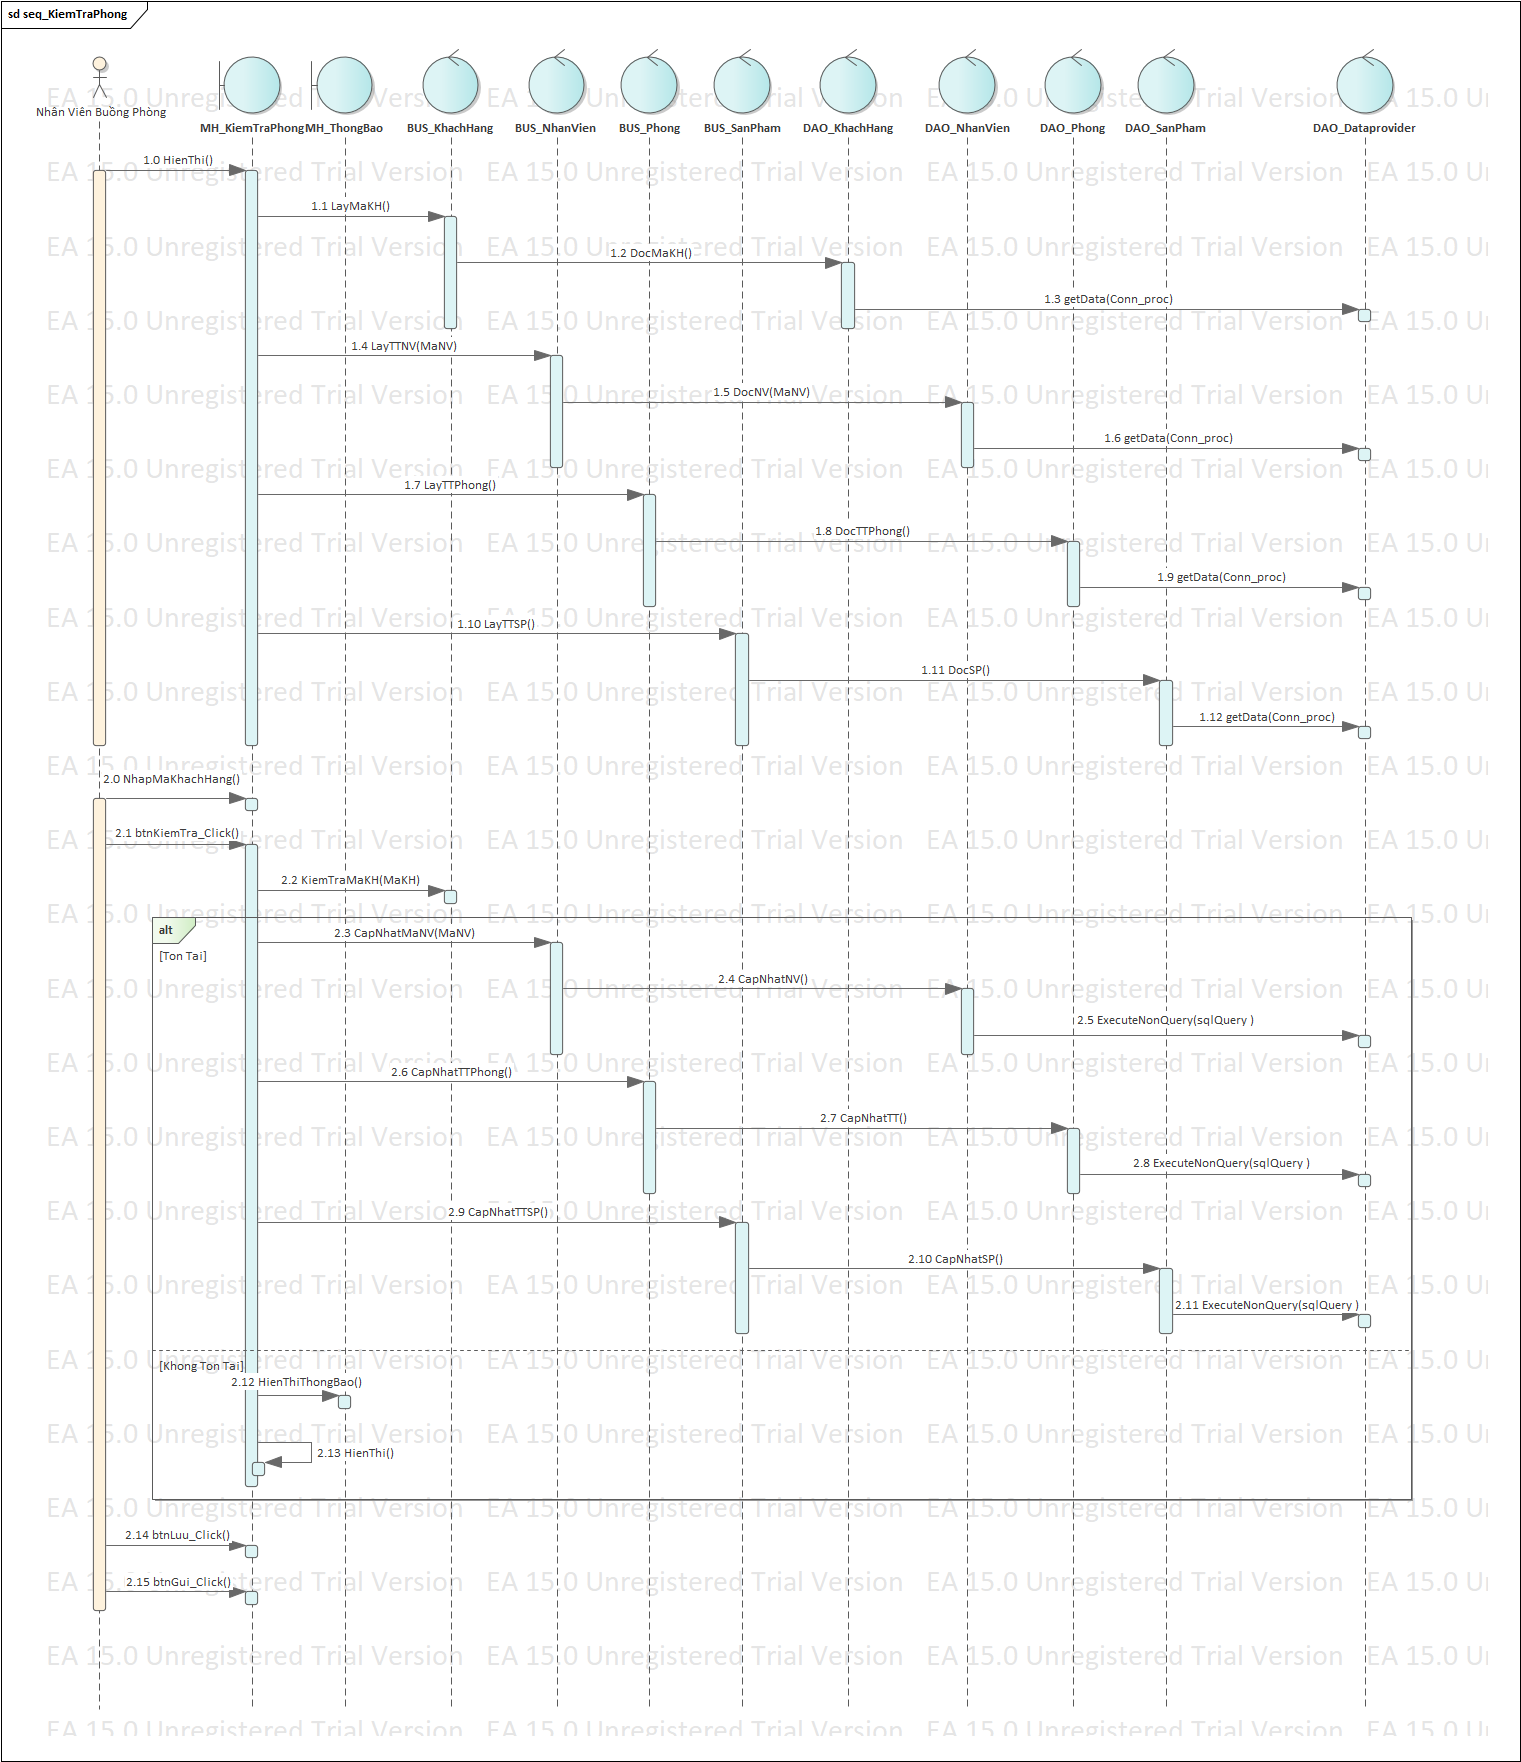 sd seq_KiemTraPhong
Nhân Viên Buồng Phòng
MH_KiemTraPhong
MH_ThongBao
BUS_KhachHang
BUS_NhanVien
BUS_Phong
BUS_SanPham
DAO_KhachHang
DAO_NhanVien
DAO_Phong
DAO_SanPham
DAO_Dataprovider
1.0 HienThi()
1.1 LayMaKH()
1.2 DocMaKH()
1.3 getData(Conn_proc)
1.4 LayTTNV(MaNV)
1.5 DocNV(MaNV)
1.6 getData(Conn_proc)
1.7 LayTTPhong()
1.8 DocTTPhong()
1.9 getData(Conn_proc)
1.10 LayTTSP()
1.11 DocSP()
1.12 getData(Conn_proc)
2.0 NhapMaKhachHang()
2.1 btnKiemTra_Click()
2.2 KiemTraMaKH(MaKH)
alt
2.3 CapNhatMaNV(MaNV)
[Ton Tai]
2.4 CapNhatNV()
2.5 ExecuteNonQuery(sqlQuery )
2.6 CapNhatTTPhong()
2.7 CapNhatTT()
2.8 ExecuteNonQuery(sqlQuery )
2.9 CapNhatTTSP()
2.10 CapNhatSP()
2.11 ExecuteNonQuery(sqlQuery )
[Khong Ton Tai]
2.12 HienThiThongBao()
2.13 HienThi()
2.14 btnLuu_Click()
2.15 btnGui_Click()
EA 15.0 Unregistered Trial Version